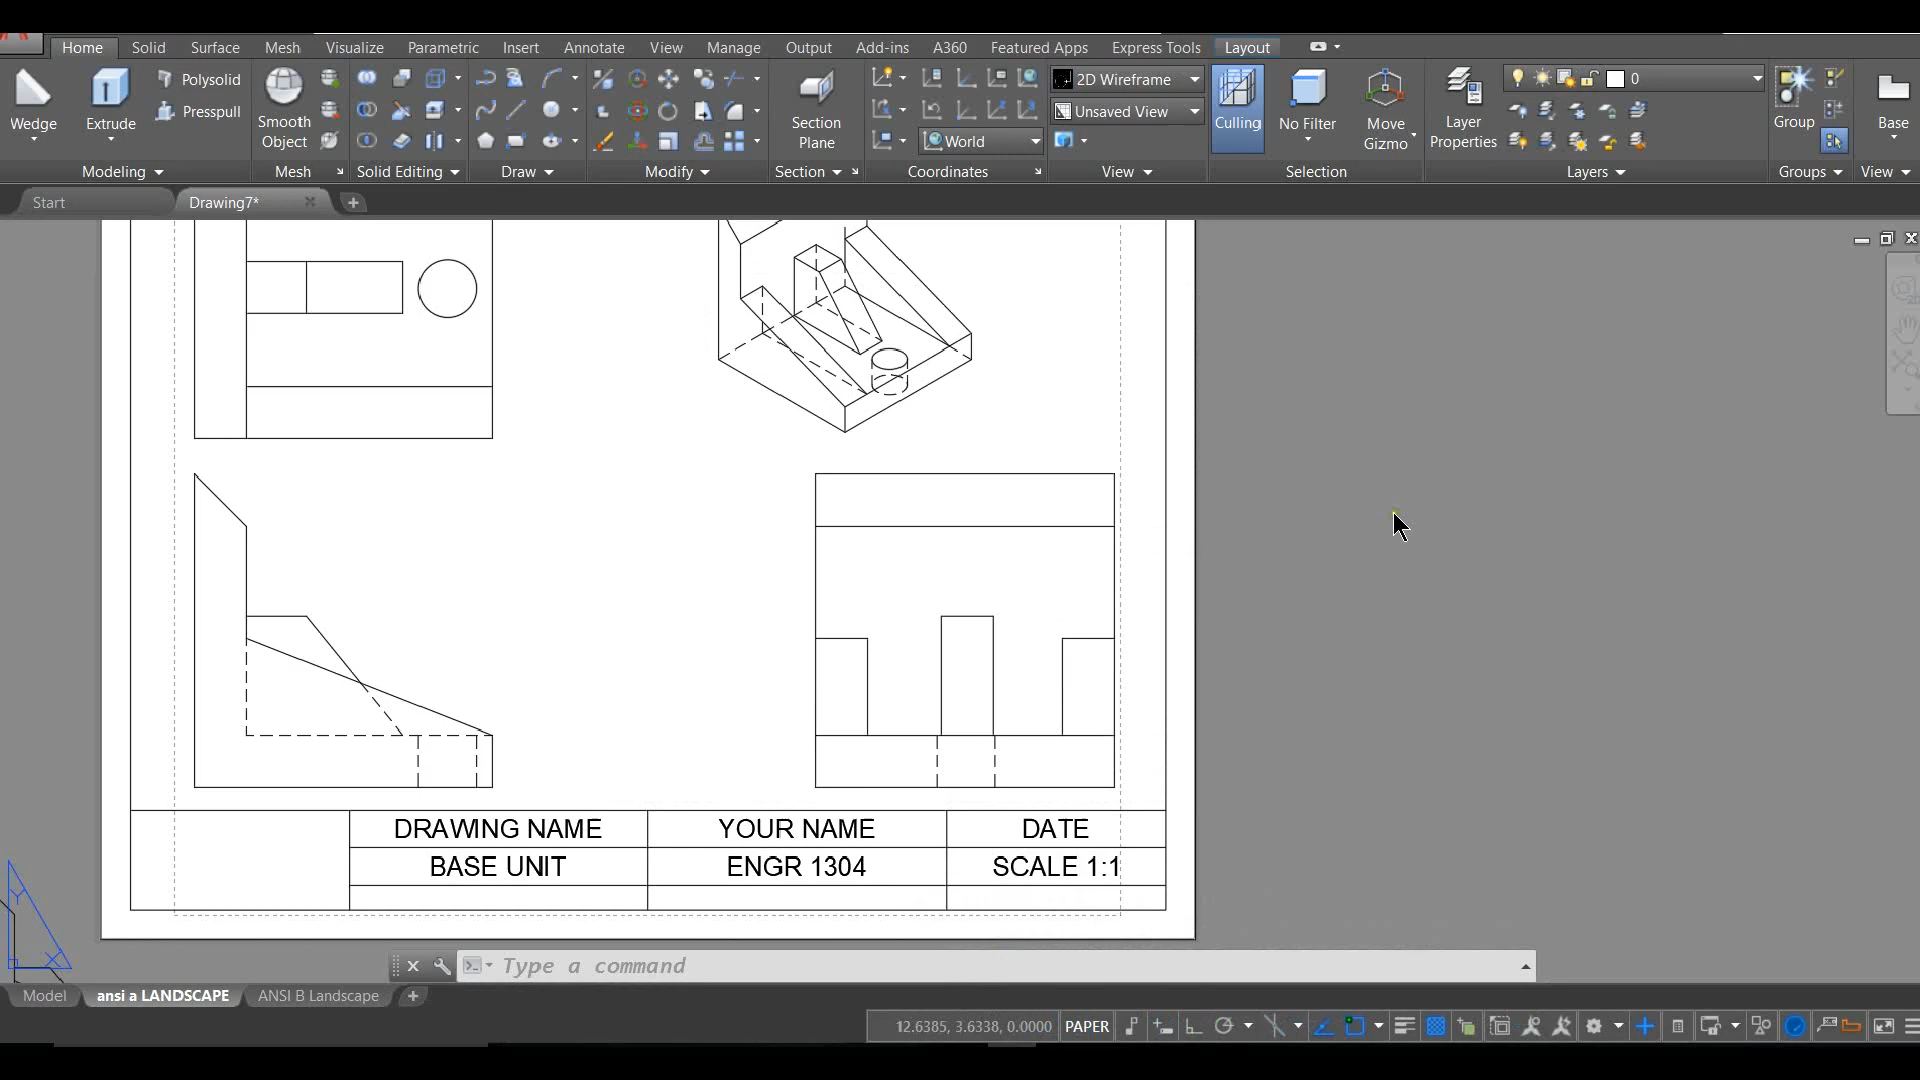 Home Solid Surface Mesh Visualize Parametric Insert Annotate View Manage Output Add-ins A360 Featured Apps Express Tools Layout
Wedge
Extrude
Polysolid
Presspull
Smooth
Object
Section
Plane
World
2D Wireframe
Unsaved View
Culling
No Filter
Move
Gizmo
Layer
Properties
0
Group
Base
Modeling Mesh Solid Editing Draw Modify Section Coordinates View Selection Layers Groups View
Start Drawing7*
DRAWING NAME YOUR NAME DATE
BASE UNIT ENGR 1304 SCALE 1:1
Y
X
Type a command
Model ansi a LANDSCAPE ANSI B Landscape
12.6385, 3.6338, 0.0000 PAPER